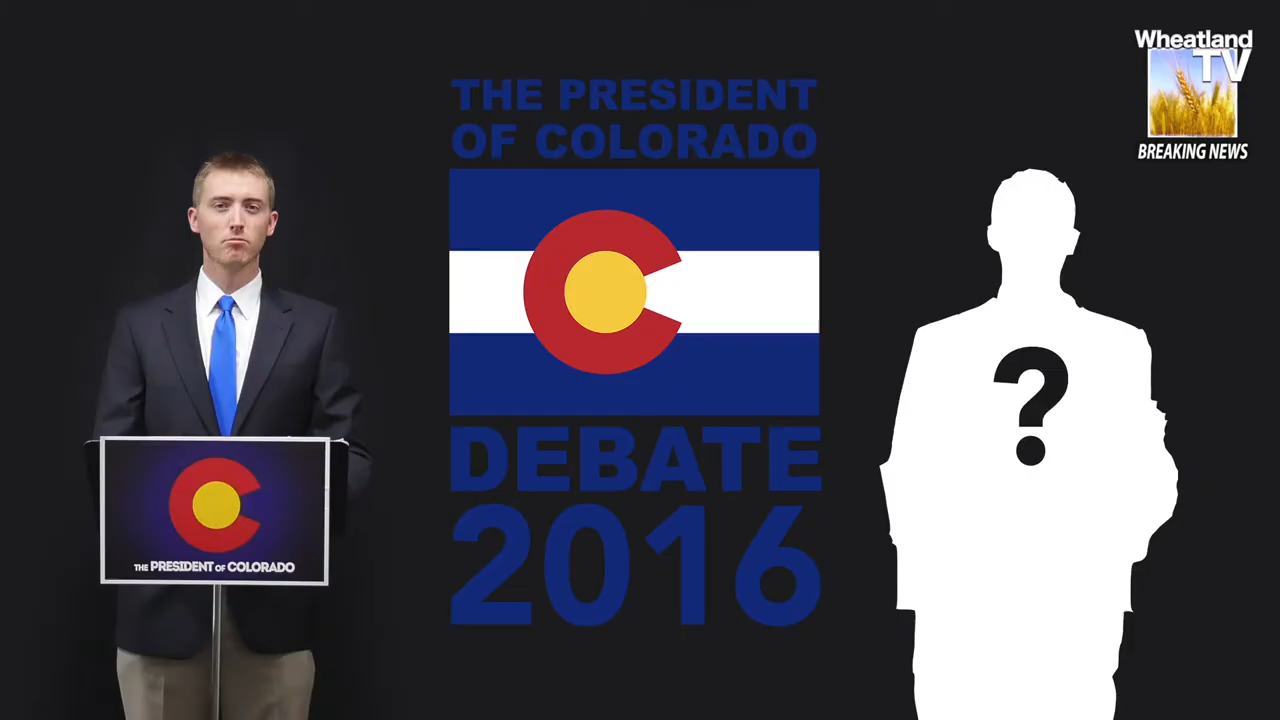 Wheatland
TV
BREAKING NEWS
THE PRESIDENT
OF COLORADO
DEBATE
2016
?
THE PRESIDENT OF COLORADO